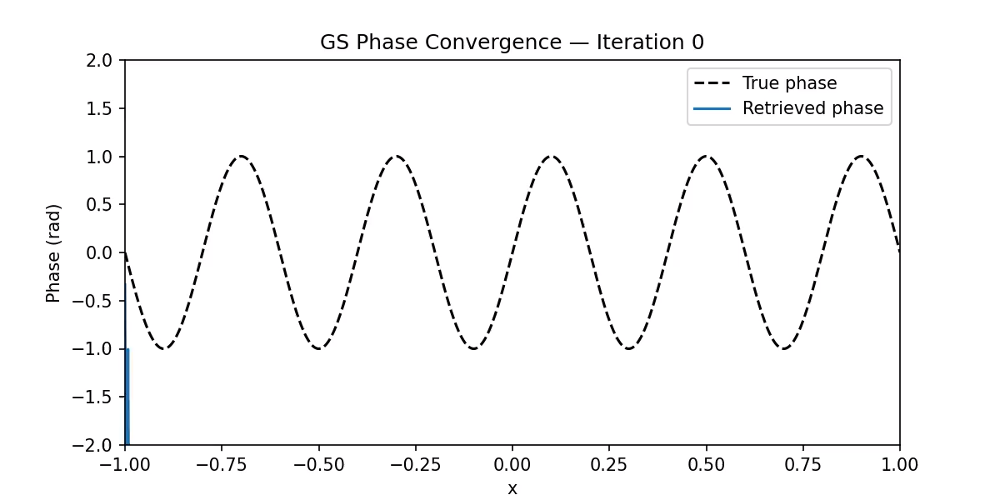 GS Phase Convergence — Iteration 0
True phase
Retrieved phase
Phase (rad)
2.0
1.5
1.0
0.5
0.0
−0.5
−1.0
−1.5
−2.0
−1.00 −0.75 −0.50 −0.25 0.00 0.25 0.50 0.75 1.00
x